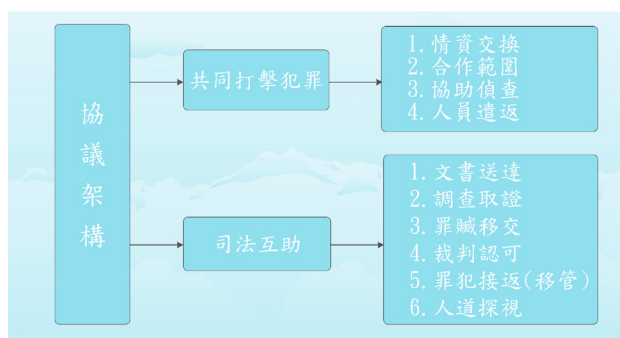 協議架構
共同打擊犯罪
1.情資交換
2.合作範圍
3.協助偵查
4.人員遣返
司法互助
1.文書送達
2.調查取證
3.罪贓移交
4.裁判認可
5.罪犯接返(移管)
6.人道探視